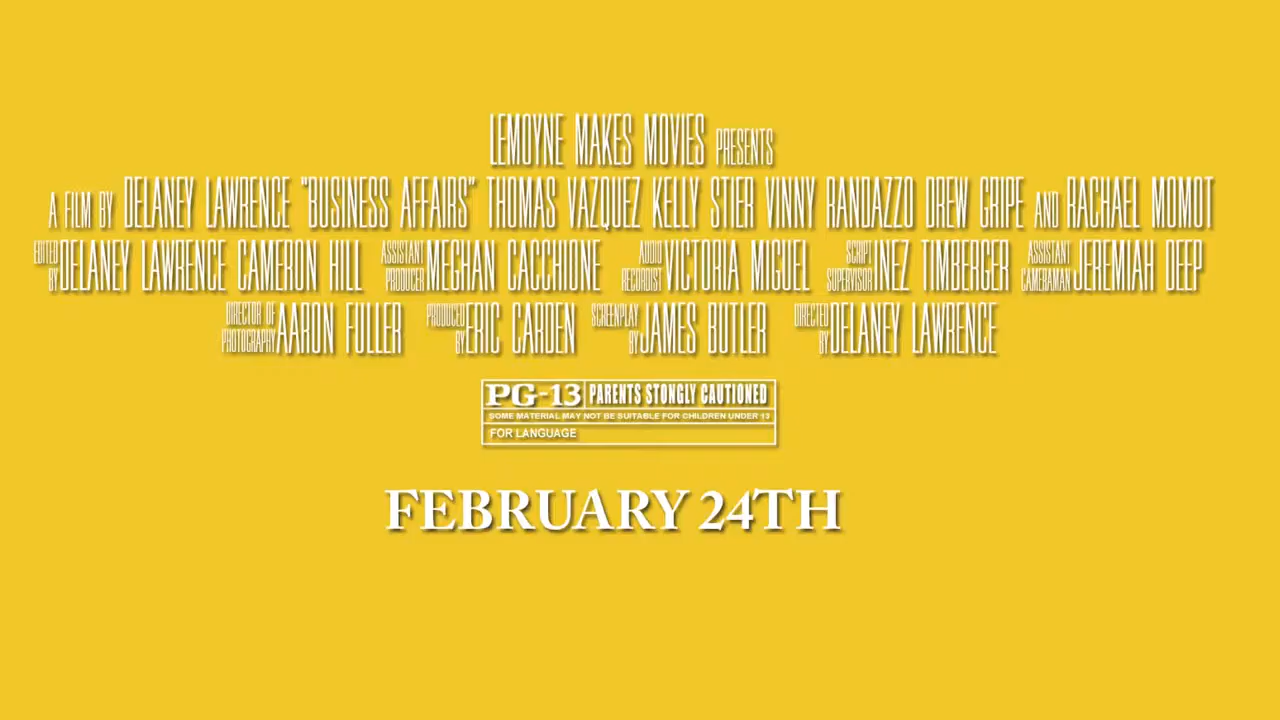 LEMOYNE MAKES MOVIES PRESENTS
A FILM BY DELANEY LAWRENCE "BUSINESS AFFAIRS" THOMAS VAZQUEZ KELLY STIER VINNY RANDAZZO DREW GRIPE AND RACHAEL MOMOT
EDITED BY DELANEY LAWRENCE CAMERON HILL ASSISTANT PRODUCER MEGHAN CACCHIONE AUDIO RECORDIST VICTORIA MIGUEL SCRIPT SUPERVISOR INEZ TIMBERGER ASSISTANT CAMERAMAN JEREMIAH DEEP
DIRECTOR OF PHOTOGRAPHY AARON FULLER PRODUCED BY ERIC CARDEN SCREENPLAY BY JAMES BUTLER DIRECTED BY DELANEY LAWRENCE
PG-13 PARENTS STONGLY CAUTIONED
SOME MATERIAL MAY NOT BE SUITABLE FOR CHILDREN UNDER 13
FOR LANGUAGE
FEBRUARY 24TH